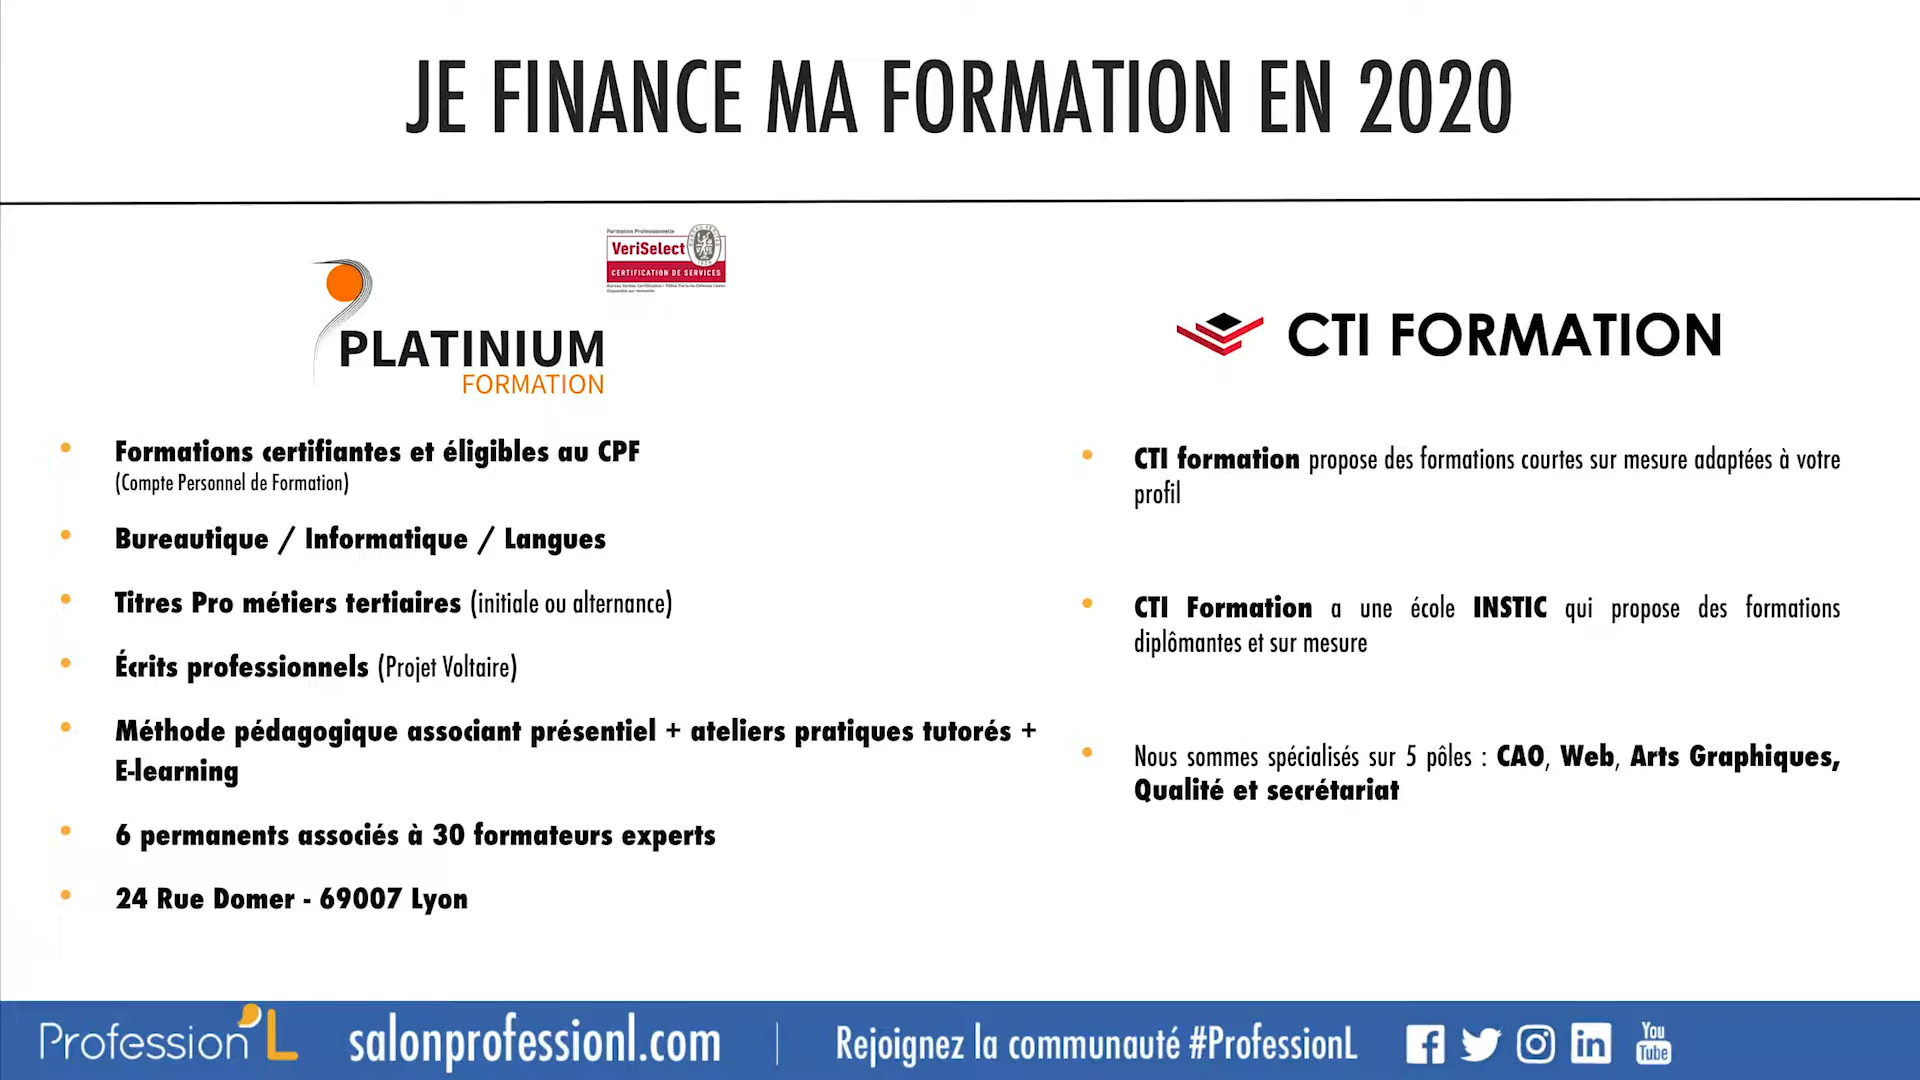 JE FINANCE MA FORMATION EN 2020
Formation Professionnelle
VeriSelect
CERTIFICATION DE SERVICES
PLATINIUM
FORMATION
Formations certifiantes et éligibles au CPF
(Compte Personnel de Formation)
Bureautique / Informatique / Langues
Titres Pro métiers tertiaires (initiale ou alternance)
Écrits professionnels (Projet Voltaire)
Méthode pédagogique associant présentiel + ateliers pratiques tutorés +
E-learning
6 permanents associés à 30 formateurs experts
24 Rue Domer - 69007 Lyon
CTI FORMATION
CTI formation propose des formations courtes sur mesure adaptées à votre
profil
CTI Formation a une école INSTIC qui propose des formations
diplômantes et sur mesure
Nous sommes spécialisés sur 5 pôles : CAO, Web, Arts Graphiques,
Qualité et secrétariat
Profession'L
salonprofessionl.com
Rejoignez la communauté #ProfessionL
You
Tube